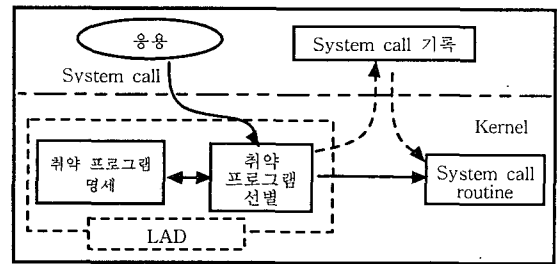 응용
System call 기록
System call
Kernel
취약 프로그램
명세
취약
프로그램
선별
System call
routine
LAD